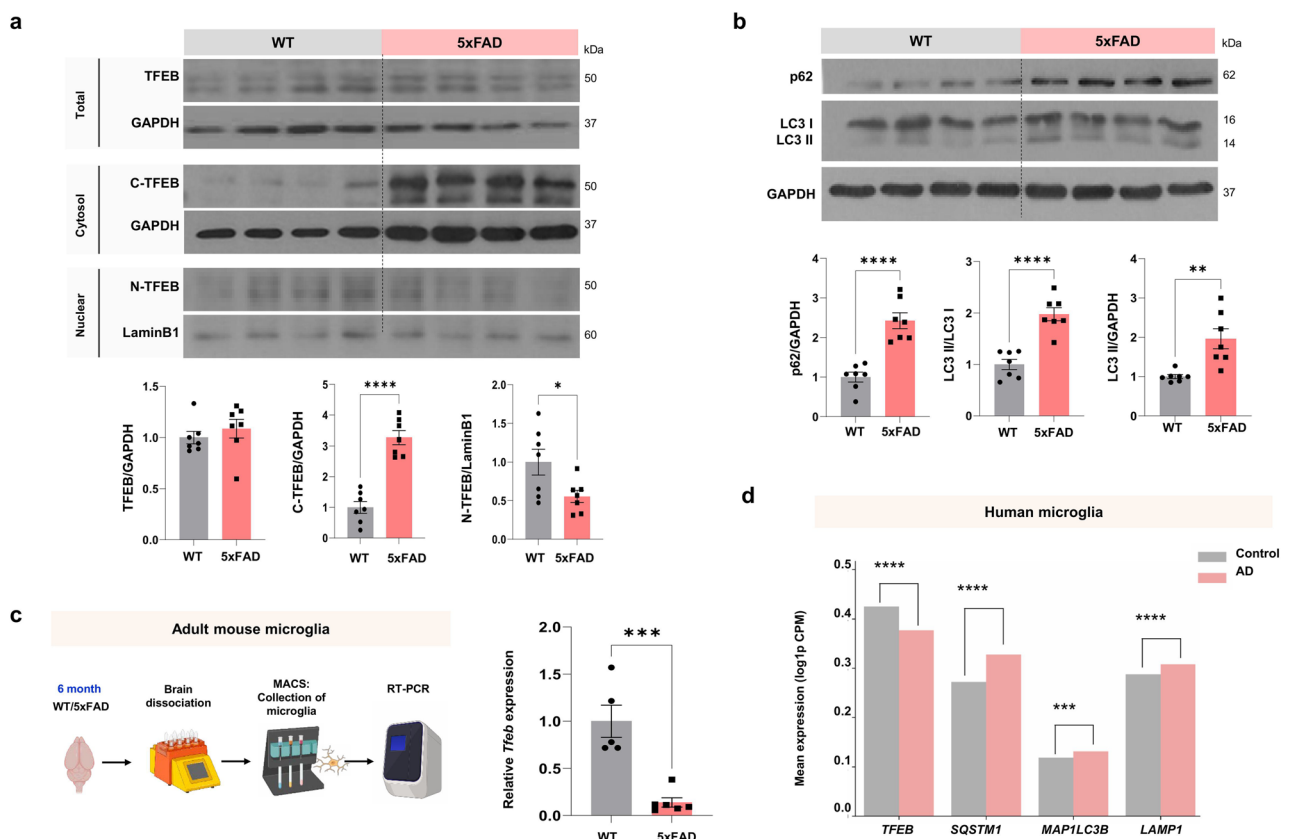 a
WT 5xFAD kDa
Total
TFEB 50
GAPDH 37
Cytosol
C-TFEB 50
GAPDH 37
Nuclear
N-TFEB 50
LaminB1 60
TFEB/GAPDH
1.5
1.0
0.5
0.0
WT 5xFAD
C-TFEB/GAPDH
5
4
3
2
1
0
****
WT 5xFAD
N-TFEB/LaminB1
2.0
1.5
1.0
0.5
0.0
*
WT 5xFAD
b
WT 5xFAD kDa
p62 62
LC3 I 16
LC3 II 14
GAPDH 37
p62/GAPDH
4
3
2
1
0
****
WT 5xFAD
LC3 II/LC3 I
3
2
1
0
****
WT 5xFAD
LC3 II/GAPDH
4
3
2
1
0
**
WT 5xFAD
c
Adult mouse microglia
6 month
WT/5xFAD
Brain
dissociation
MACS:
Collection of
microglia
RT-PCR
Relative Tfeb expression
2.0
1.5
1.0
0.5
0.0
***
WT 5xFAD
d
Human microglia
Control
AD
Mean expression (log1p CPM)
0.5
0.4
0.3
0.2
0.1
0.0
****
****
***
****
TFEB SQSTM1 MAP1LC3B LAMP1